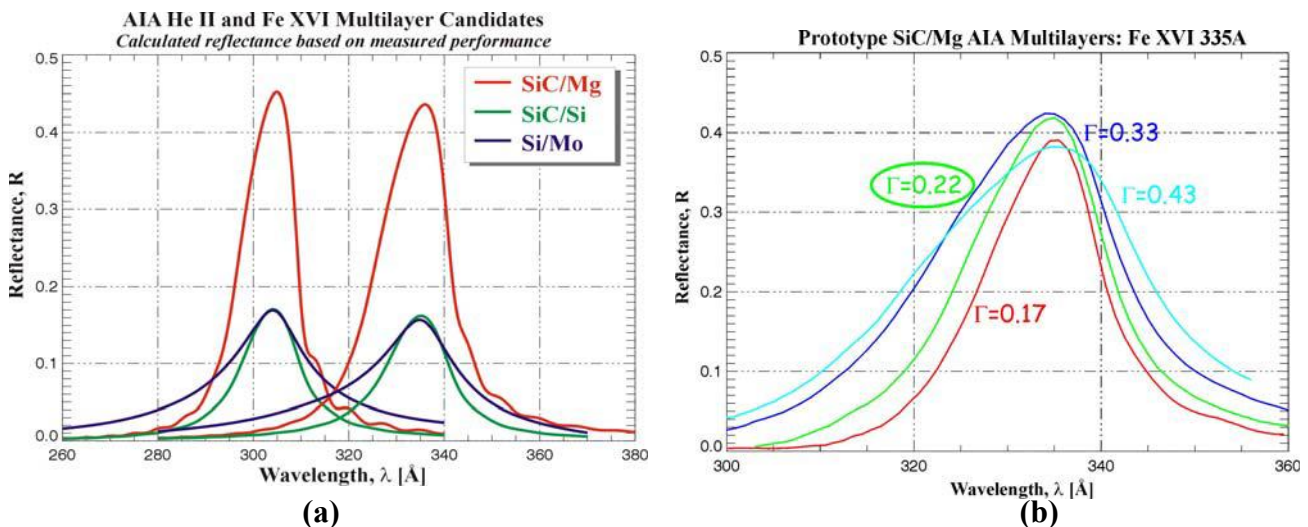 AIA He II and Fe XVI Multilayer Candidates
Calculated reflectance based on measured performance
Reflectance, R
0.5
0.4
0.3
0.2
0.1
0.0
SiC/Mg
SiC/Si
Si/Mo
260 280 300 320 340 360 380
Wavelength, λ [Å]
(a)
Prototype SiC/Mg AIA Multilayers: Fe XVI 335A
Reflectance, R
0.5
0.4
0.3
0.2
0.1
0.0
Γ=0.33
Γ=0.22
Γ=0.43
Γ=0.17
300 320 340 360
Wavelength, λ [Å]
(b)